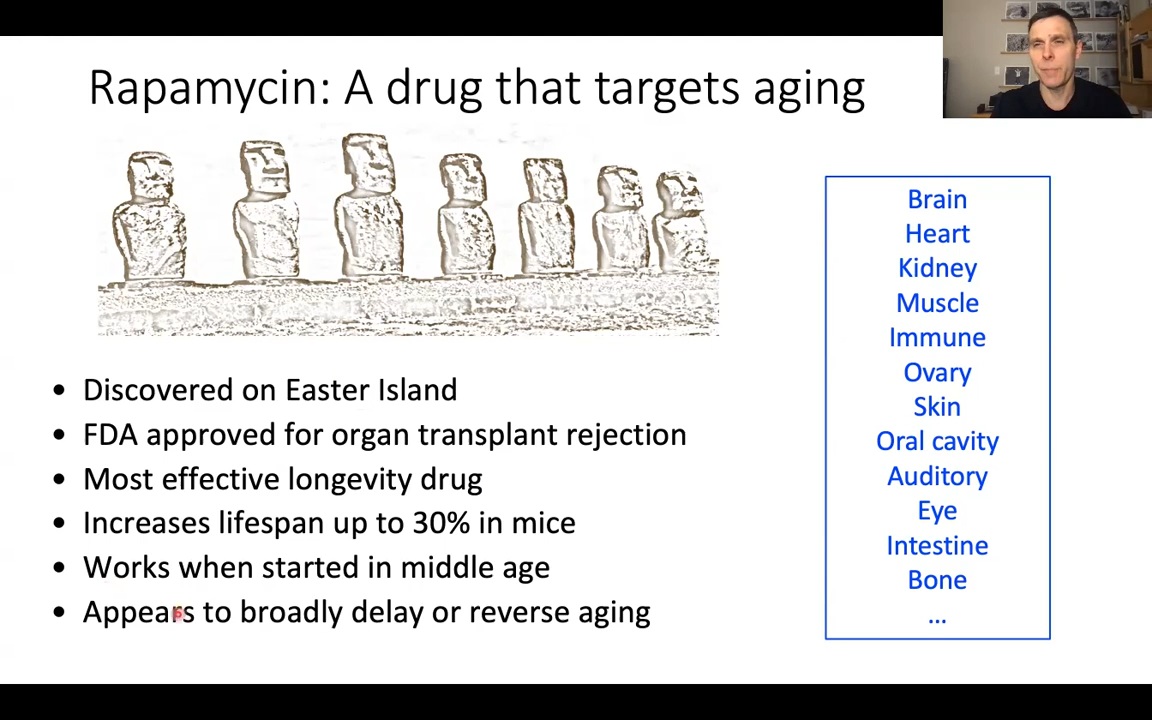 Rapamycin: A drug that targets aging
• Discovered on Easter Island
• FDA approved for organ transplant rejection
• Most effective longevity drug
• Increases lifespan up to 30% in mice
• Works when started in middle age
• Appears to broadly delay or reverse aging
Brain
Heart
Kidney
Muscle
Immune
Ovary
Skin
Oral cavity
Auditory
Eye
Intestine
Bone
...